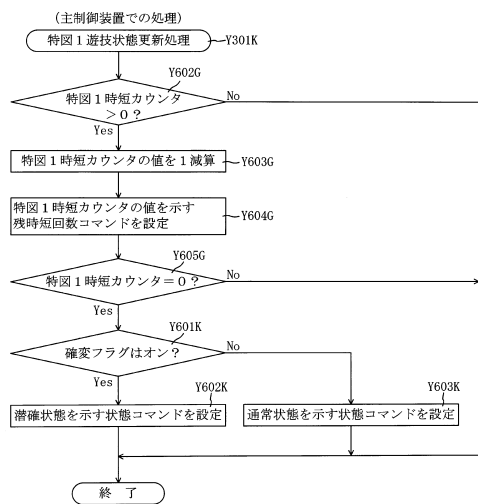 (主制御装置での処理)
特図１遊技状態更新処理
Y301K
Y602G
特図１時短カウンタ
＞０？
No
Yes
特図１時短カウンタの値を１減算
Y603G
特図１時短カウンタの値を示す
残時短回数コマンドを設定
Y604G
Y605G
特図１時短カウンタ＝０？
No
Yes
Y601K
確変フラグはオン？
No
Yes
Y602K
潜確状態を示す状態コマンドを設定
Y603K
通常状態を示す状態コマンドを設定
終 了